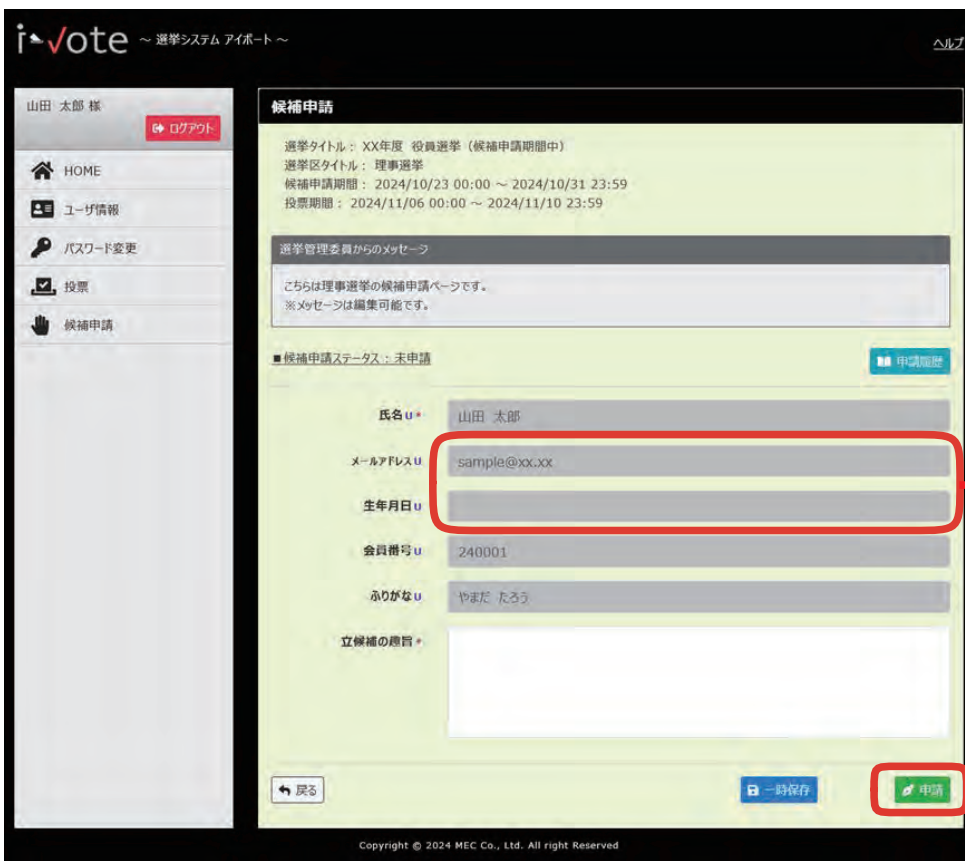 i-vote ～ 選挙システム アイボート ～
ヘルプ
山田 太郎 様
ログアウト
HOME
ユーザ情報
パスワード変更
投票
候補申請
候補申請
選挙タイトル： XX年度 役員選挙（候補申請期間中）
選挙区タイトル： 理事選挙
候補申請期間： 2024/10/23 00:00 ～ 2024/10/31 23:59
投票期間： 2024/11/06 00:00 ～ 2024/11/10 23:59
選挙管理委員からのメッセージ
こちらは理事選挙の候補申請ページです。
※メッセージは編集可能です。
■候補申請ステータス：未申請
申請履歴
氏名 U * 山田 太郎
メールアドレス U sample@xx.xx
生年月日 U
会員番号 U 240001
ふりがな U やまだ たろう
立候補の趣旨 *
戻る
一時保存
申請
Copyright © 2024 MEC Co., Ltd. All right Reserved